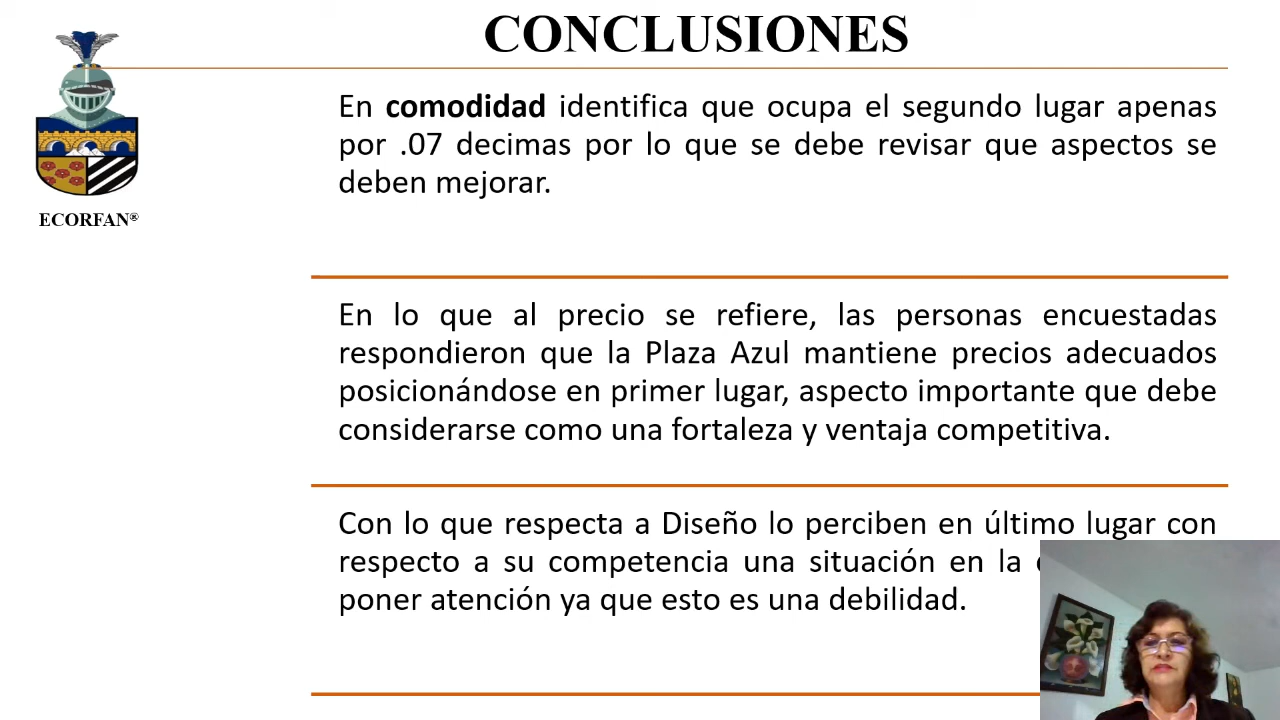 CONCLUSIONES
ECORFAN®
En comodidad identifica que ocupa el segundo lugar apenas
por .07 decimas por lo que se debe revisar que aspectos se
deben mejorar.
En lo que al precio se refiere, las personas encuestadas
respondieron que la Plaza Azul mantiene precios adecuados
posicionándose en primer lugar, aspecto importante que debe
considerarse como una fortaleza y ventaja competitiva.
Con lo que respecta a Diseño lo perciben en último lugar con
respecto a su competencia una situación en la
poner atención ya que esto es una debilidad.